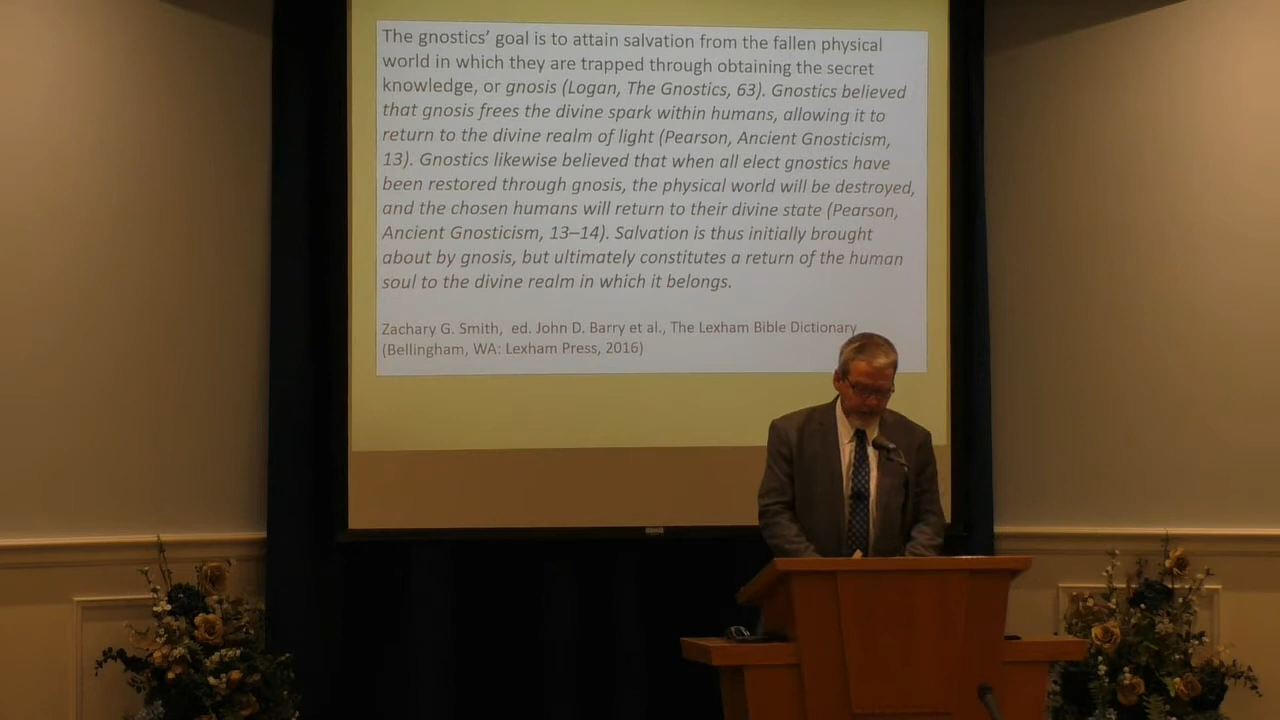 The gnostics' goal is to attain salvation from the fallen physical
world in which they are trapped through obtaining the secret
knowledge, or gnosis (Logan, The Gnostics, 63). Gnostics believed
that gnosis frees the divine spark within humans, allowing it to
return to the divine realm of light (Pearson, Ancient Gnosticism,
13). Gnostics likewise believed that when all elect gnostics have
been restored through gnosis, the physical world will be destroyed,
and the chosen humans will return to their divine state (Pearson,
Ancient Gnosticism, 13–14). Salvation is thus initially brought
about by gnosis, but ultimately constitutes a return of the human
soul to the divine realm in which it belongs.
Zachary G. Smith, ed. John D. Barry et al., The Lexham Bible Dictionary
(Bellingham, WA: Lexham Press, 2016)